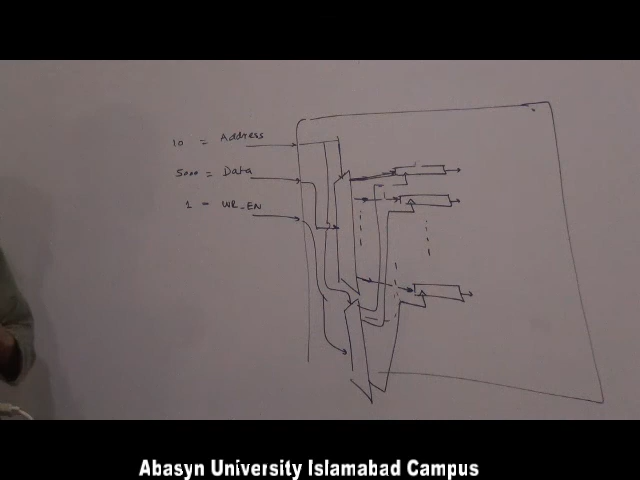 10 = Address
5000 = Data
1 = WR_EN
Abasyn University Islamabad Campus